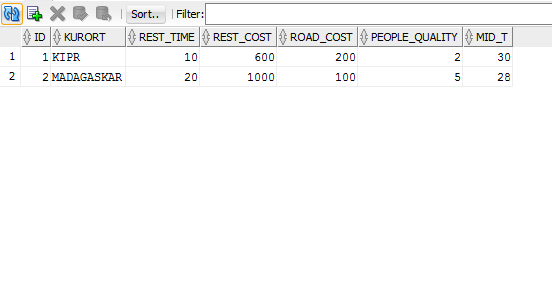 Sort.. Filter:
ID KURORT REST_TIME REST_COST ROAD_COST PEOPLE_QUALITY MID_T
1 1 KIPR 10 600 200 2 30
2 2 MADAGASKAR 20 1000 100 5 28